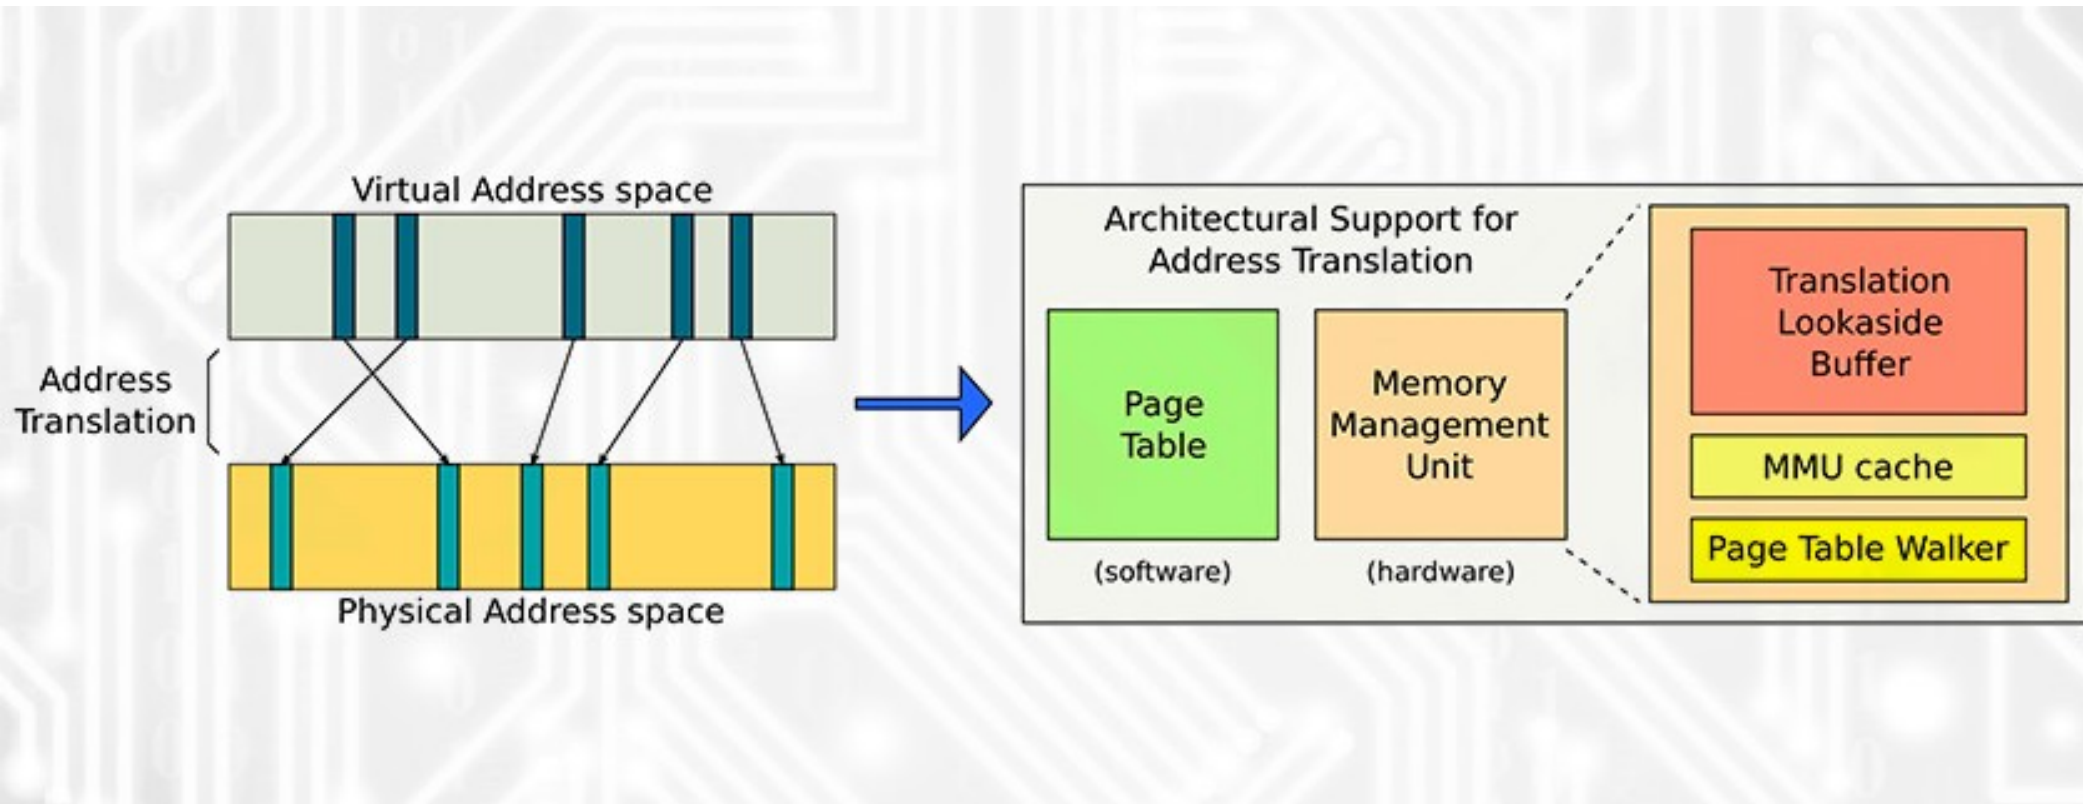 Virtual Address space
Address
Translation
Physical Address space
Architectural Support for
Address Translation
Page
Table
(software)
Memory
Management
Unit
(hardware)
Translation
Lookaside
Buffer
MMU cache
Page Table Walker